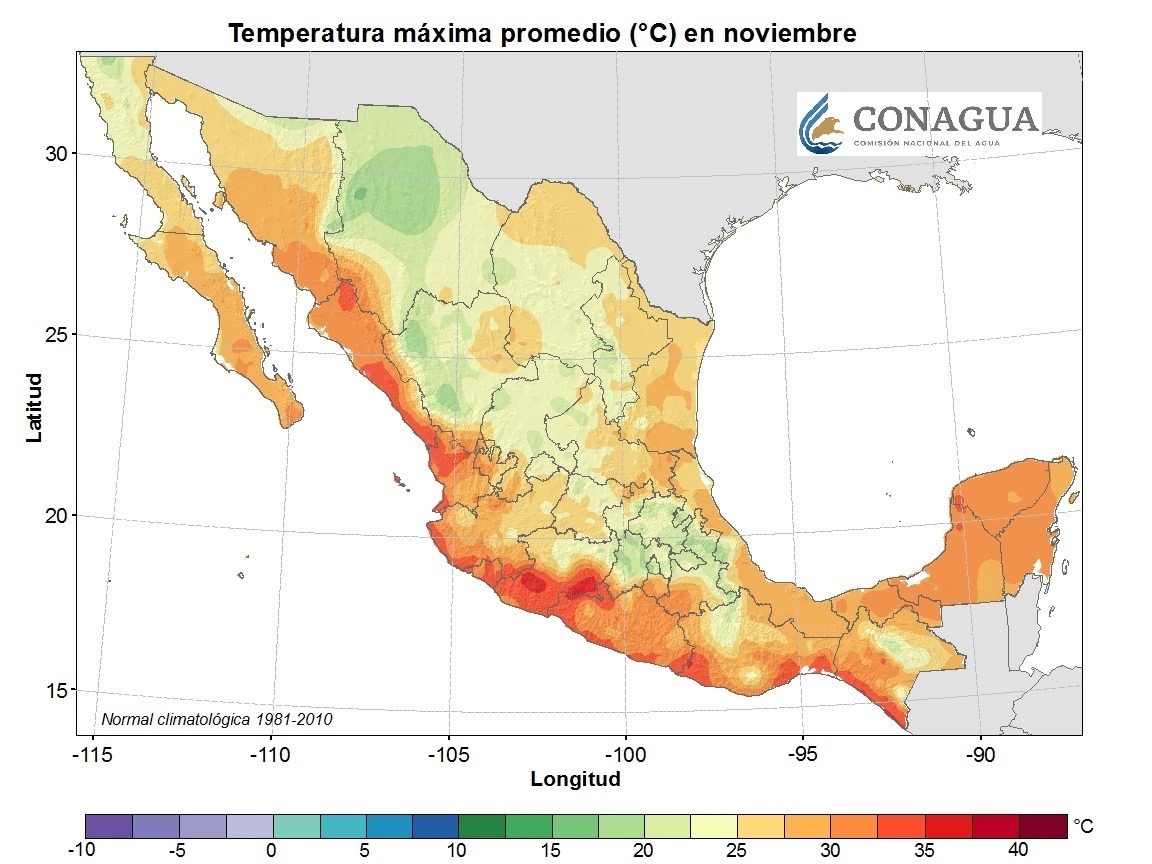 Temperatura máxima promedio (°C) en noviembre
CONAGUA
COMISIÓN NACIONAL DEL AGUA
30
25
20
15
Latitud
Normal climatológica 1981-2010
-115 -110 -105 -100 -95 -90
Longitud
-10 -5 0 5 10 15 20 25 30 35 40 °C